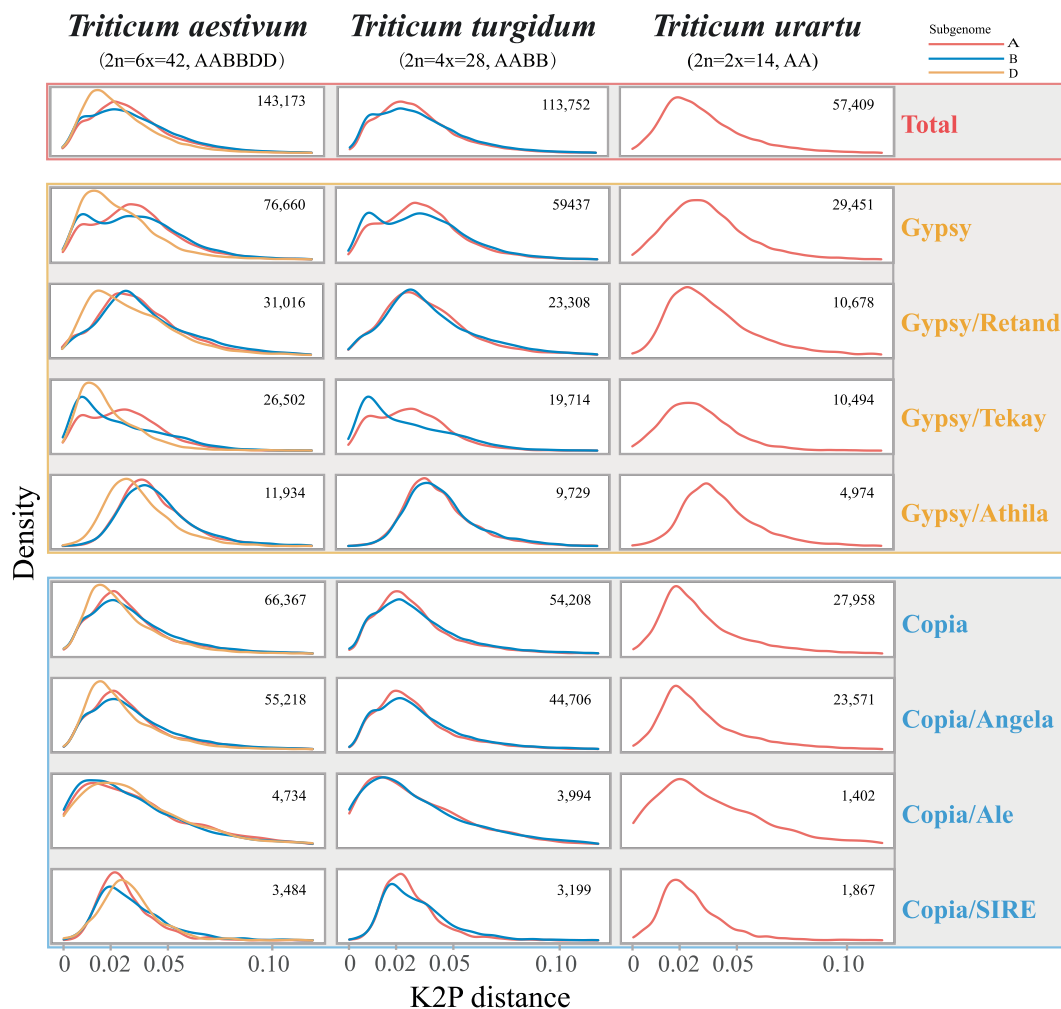 Triticum aestivum Triticum turgidum Triticum urartu
(2n=6x=42, AABBDD) (2n=4x=28, AABB) (2n=2x=14, AA)
Subgenome
A
B
D
143,173 113,752 57,409 Total
76,660 59437 29,451 Gypsy
31,016 23,308 10,678 Gypsy/Retand
26,502 19,714 10,494 Gypsy/Tekay
11,934 9,729 4,974 Gypsy/Athila
Density
66,367 54,208 27,958 Copia
55,218 44,706 23,571 Copia/Angela
4,734 3,994 1,402 Copia/Ale
3,484 3,199 1,867 Copia/SIRE
0 0.02 0.05 0.10 0 0.02 0.05 0.10 0 0.02 0.05 0.10
K2P distance